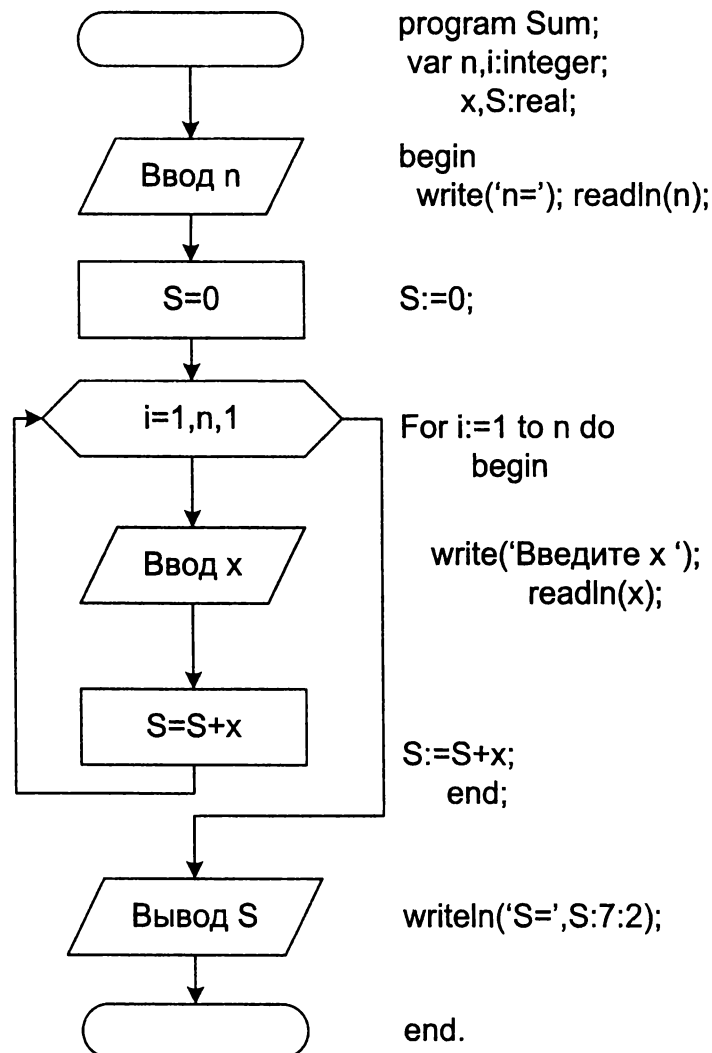 program Sum;
var n,i:integer;
x,S:real;
Ввод n
begin
write(‘n=’); readln(n);
S=0
S:=0;
i=1,n,1
For i:=1 to n do
begin
Ввод x
write(‘Введите x ‘);
readln(x);
S=S+x
S:=S+x;
end;
Вывод S
writeln(‘S=’,S:7:2);
end.